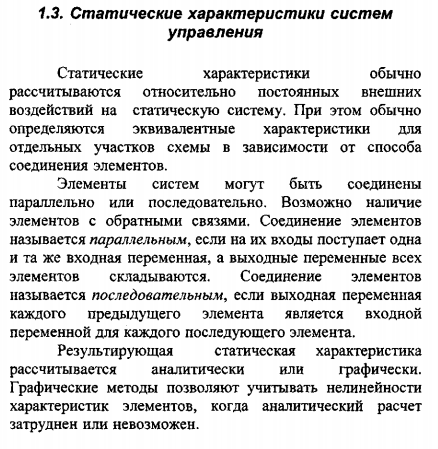 1.3. Статические характеристики систем
управления
Статические характеристики обычно
рассчитываются относительно постоянных внешних
воздействий на статическую систему. При этом обычно
определяются эквивалентные характеристики для
отдельных участков схемы в зависимости от способа
соединения элементов.
Элементы систем могут быть соединены
параллельно или последовательно. Возможно наличие
элементов с обратными связями. Соединение элементов
называется параллельным, если на их входы поступает одна
и та же входная переменная, а выходные переменные всех
элементов складываются. Соединение элементов
называется последовательным, если выходная переменная
каждого предыдущего элемента является входной
переменной для каждого последующего элемента.
Результирующая статическая характеристика
рассчитывается аналитически или графически.
Графические методы позволяют учитывать нелинейности
характеристик элементов, когда аналитический расчет
затруднен или невозможен.